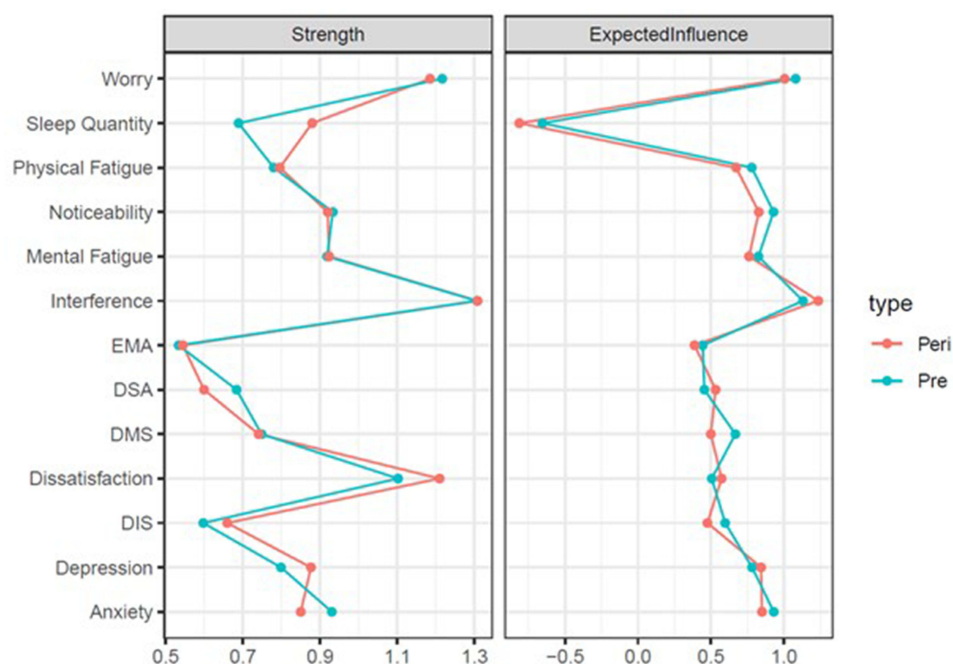 Strength ExpectedInfluence
Worry
Sleep Quantity
Physical Fatigue
Noticeability
Mental Fatigue
Interference
EMA
DSA
DMS
Dissatisfaction
DIS
Depression
Anxiety
0.5 0.7 0.9 1.1 1.3 −0.5 0.0 0.5 1.0
type
Peri
Pre